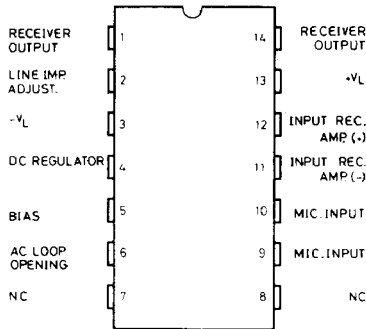 RECEIVER
OUTPUT
1
14
RECEIVER
OUTPUT
LINE IMP.
ADJUST.
2
13
+VL
-VL
3
12
INPUT REC.
AMP. (+)
DC REGULATOR
4
11
INPUT REC.
AMP. (-)
BIAS
5
10
MIC. INPUT
AC LOOP
OPENING
6
9
MIC. INPUT
NC
7
8
NC